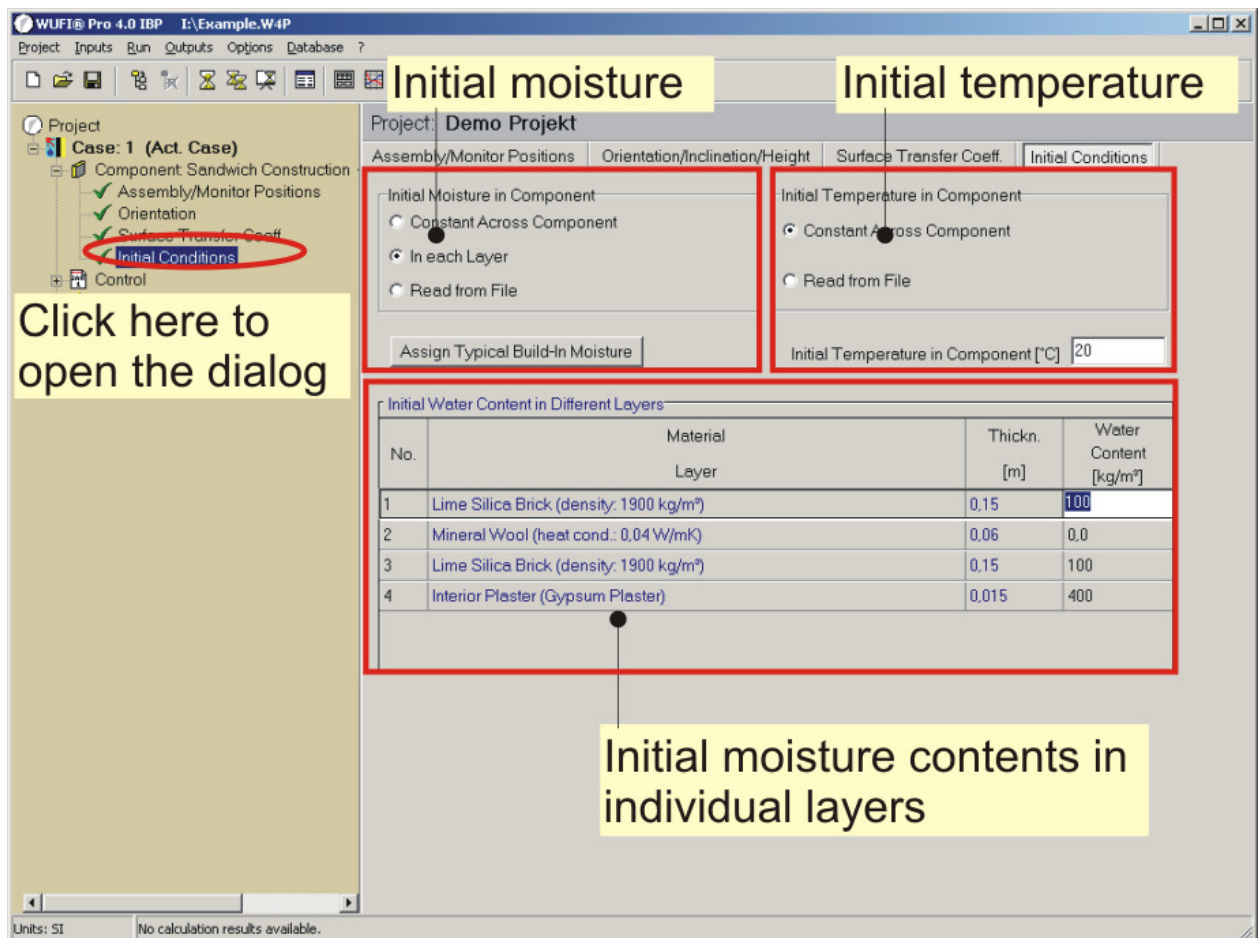 WUFI® Pro 4.0 IBP I:\Example.W4P
Project Inputs Run Outputs Options Database ?
Initial moisture
Initial temperature
Project
Case: 1 (Act. Case)
Component: Sandwich Construction
Assembly/Monitor Positions
Orientation
Surface Transfer Coeff.
Initial Conditions
Control
Click here to
open the dialog
Project: Demo Projekt
Assembly/Monitor Positions Orientation/Inclination/Height Surface Transfer Coeff. Initial Conditions
Initial Moisture in Component
Constant Across Component
In each Layer
Read from File
Assign Typical Build-In Moisture
Initial Temperature in Component
Constant Across Component
Read from File
Initial Temperature in Component [°C] 20
Initial Water Content in Different Layers
No. Material Layer Thickn. [m] Water Content [kg/m³]
1 Lime Silica Brick (density: 1900 kg/m³) 0,15 100
2 Mineral Wool (heat cond.: 0,04 W/mK) 0,06 0,0
3 Lime Silica Brick (density: 1900 kg/m³) 0,15 100
4 Interior Plaster (Gypsum Plaster) 0,015 400
Initial moisture contents in
individual layers
Units: SI No calculation results available.